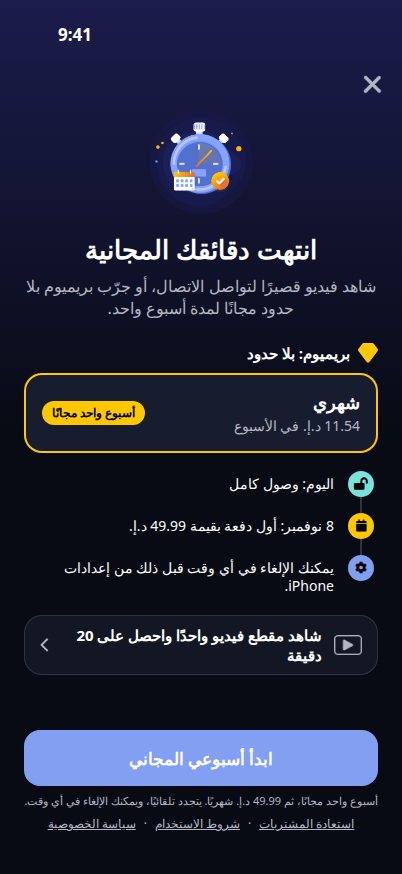 9:41
انتهت دقائقك المجانية
شاهد فيديو قصيرًا لتواصل الاتصال، أو جرّب بريميوم بلا
حدود مجانًا لمدة أسبوع واحد.
بريميوم: بلا حدود
شهري
11.54 د.إ. في الأسبوع
أسبوع واحد مجانًا
اليوم: وصول كامل
8 نوفمبر: أول دفعة بقيمة 49.99 د.إ.
يمكنك الإلغاء في أي وقت قبل ذلك من إعدادات
iPhone.
شاهد مقطع فيديو واحدًا واحصل على 20
دقيقة
ابدأ أسبوعي المجاني
أسبوع واحد مجانًا، ثم 49.99 د.إ. شهريًا. يتجدد تلقائيًا، ويمكنك الإلغاء في أي وقت.
استعادة المشتريات · شروط الاستخدام · سياسة الخصوصية